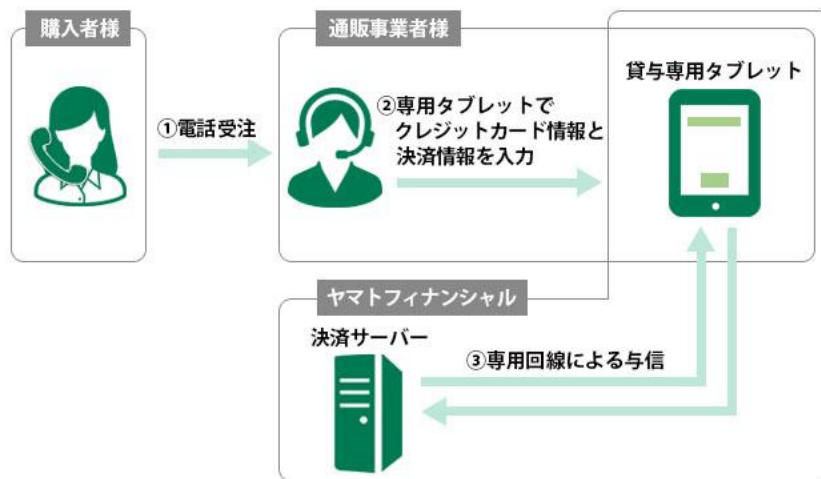 購入者様
通販事業者様
貸与専用タブレット
①電話受注
②専用タブレットで
クレジットカード情報と
決済情報を入力
ヤマトフィナンシャル
決済サーバー
③専用回線による与信